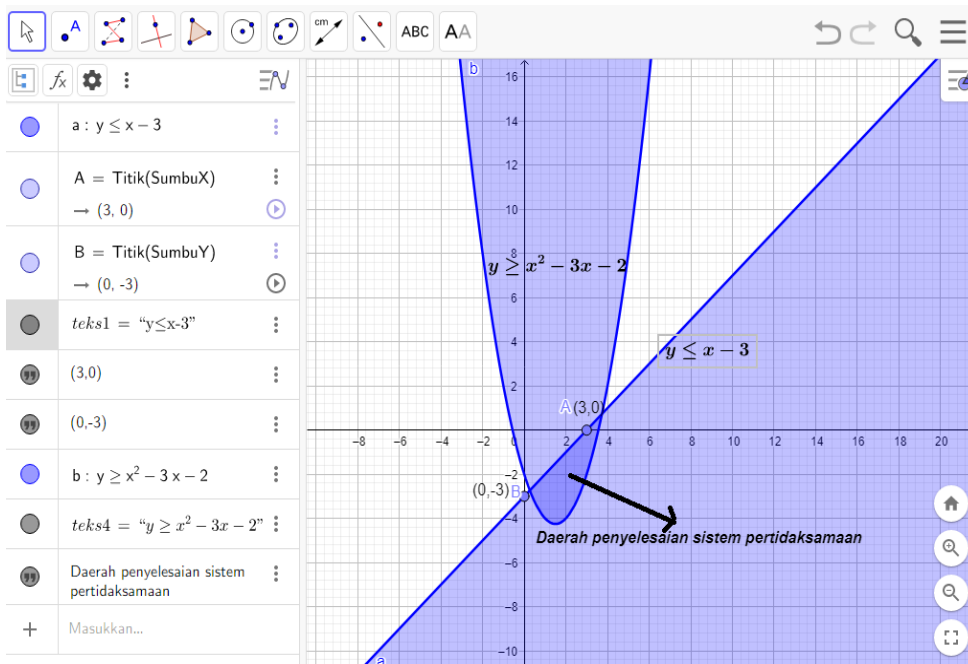 cm
ABC
AA
fx
a : y ≤ x − 3
A = Titik(SumbuX)
→ (3, 0)
B = Titik(SumbuY)
→ (0, -3)
teks1 = “y≤x-3”
(3,0)
(0,-3)
b : y ≥ x² − 3 x − 2
teks4 = “y ≥ x² − 3x − 2”
Daerah penyelesaian sistem
pertidaksamaan
+ Masukkan...
b
16
14
12
10
8
y ≥ x² − 3x − 2
6
4
y ≤ x − 3
2
A (3,0)
−8 −6 −4 −2 0 2 4 6 8 10 12 14 16 18 20
−2
(0,-3) B
−4
Daerah penyelesaian sistem pertidaksamaan
−6
−8
−10
a